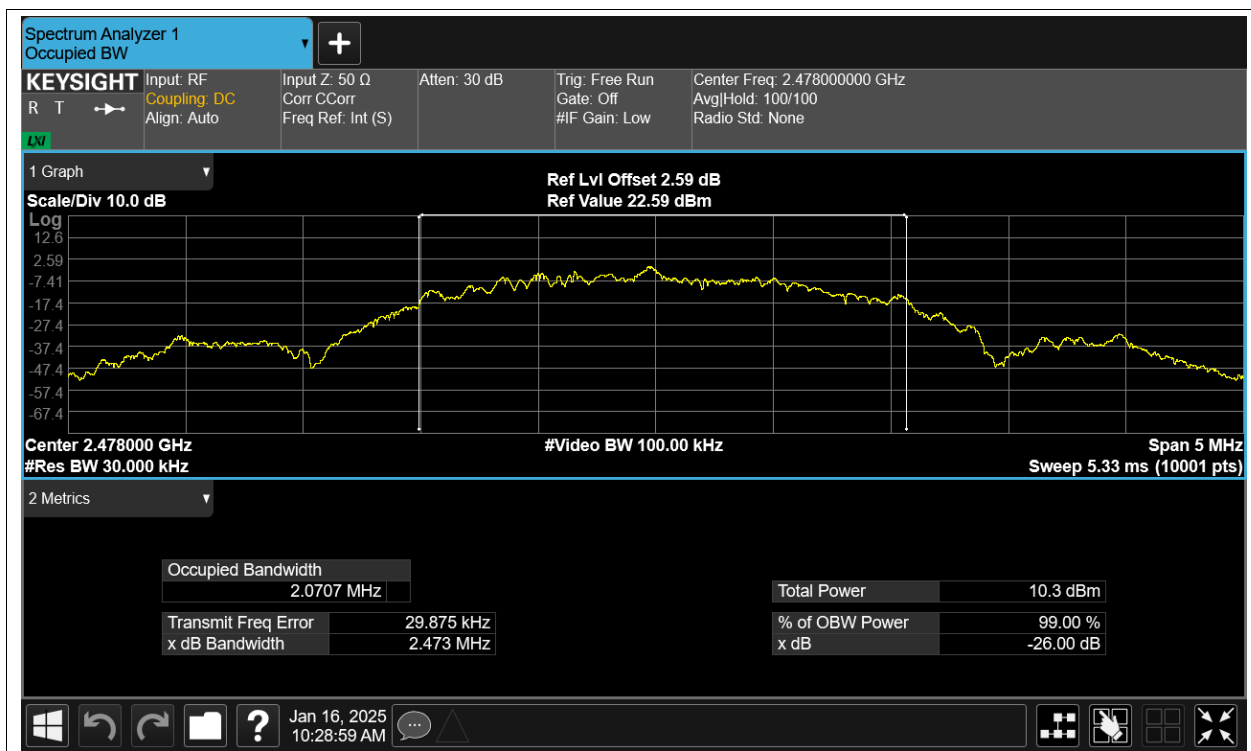 Spectrum Analyzer 1
Occupied BW
KEYSIGHT
R T
LXI
Input: RF
Coupling: DC
Align: Auto
Input Z: 50 Ω
Corr CCorr
Freq Ref: Int (S)
Atten: 30 dB
Trig: Free Run
Gate: Off
#IF Gain: Low
Center Freq: 2.478000000 GHz
Avg|Hold: 100/100
Radio Std: None
1 Graph
Scale/Div 10.0 dB
Ref Lvl Offset 2.59 dB
Ref Value 22.59 dBm
Log
12.6
2.59
-7.41
-17.4
-27.4
-37.4
-47.4
-57.4
-67.4
Center 2.478000 GHz
#Res BW 30.000 kHz
#Video BW 100.00 kHz
Span 5 MHz
Sweep 5.33 ms (10001 pts)
2 Metrics
Occupied Bandwidth
2.0707 MHz
Transmit Freq Error 29.875 kHz
x dB Bandwidth 2.473 MHz
Total Power 10.3 dBm
% of OBW Power 99.00 %
x dB -26.00 dB
?
Jan 16, 2025
10:28:59 AM